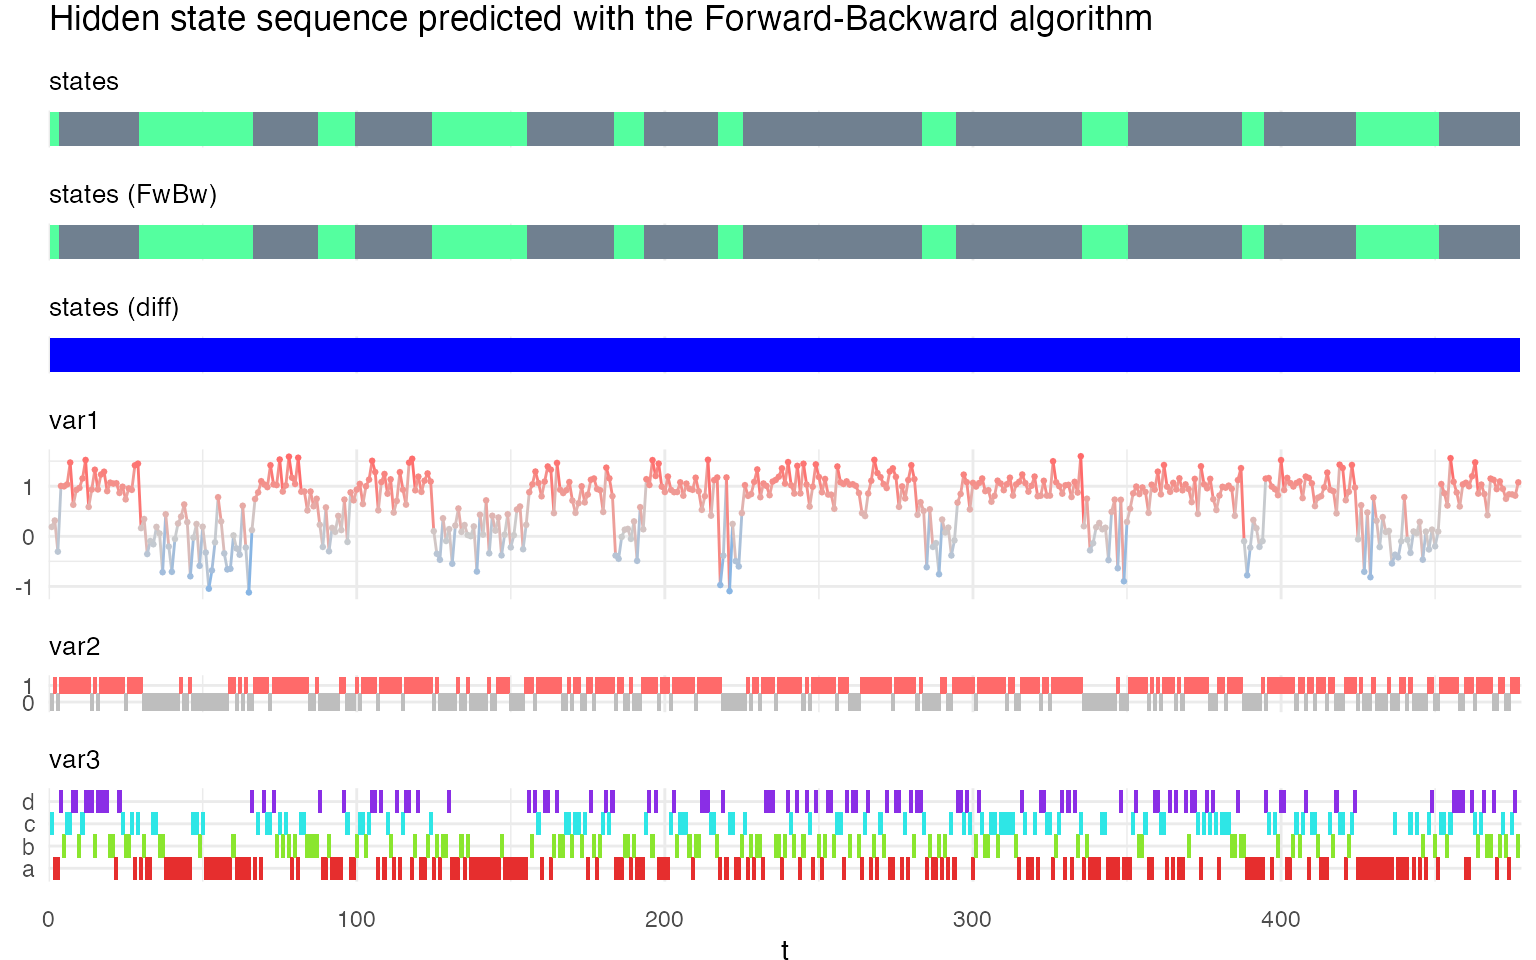 Hidden state sequence predicted with the Forward-Backward algorithm
states
states (FwBw)
states (diff)
var1
1
0
-1
var2
1
0
var3
d
c
b
a
0 100 200 300 400
t